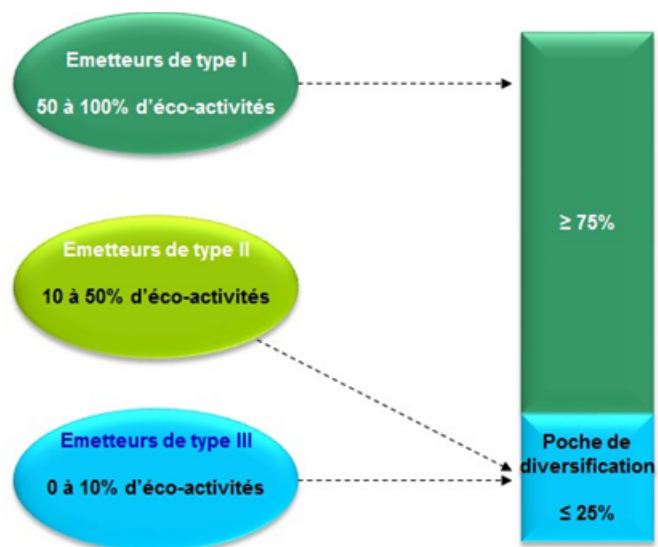 Emetteurs de type I
50 à 100% d'éco-activités
≥ 75%
Emetteurs de type II
10 à 50% d'éco-activités
Emetteurs de type III
0 à 10% d'éco-activités
Poche de
diversification
≤ 25%